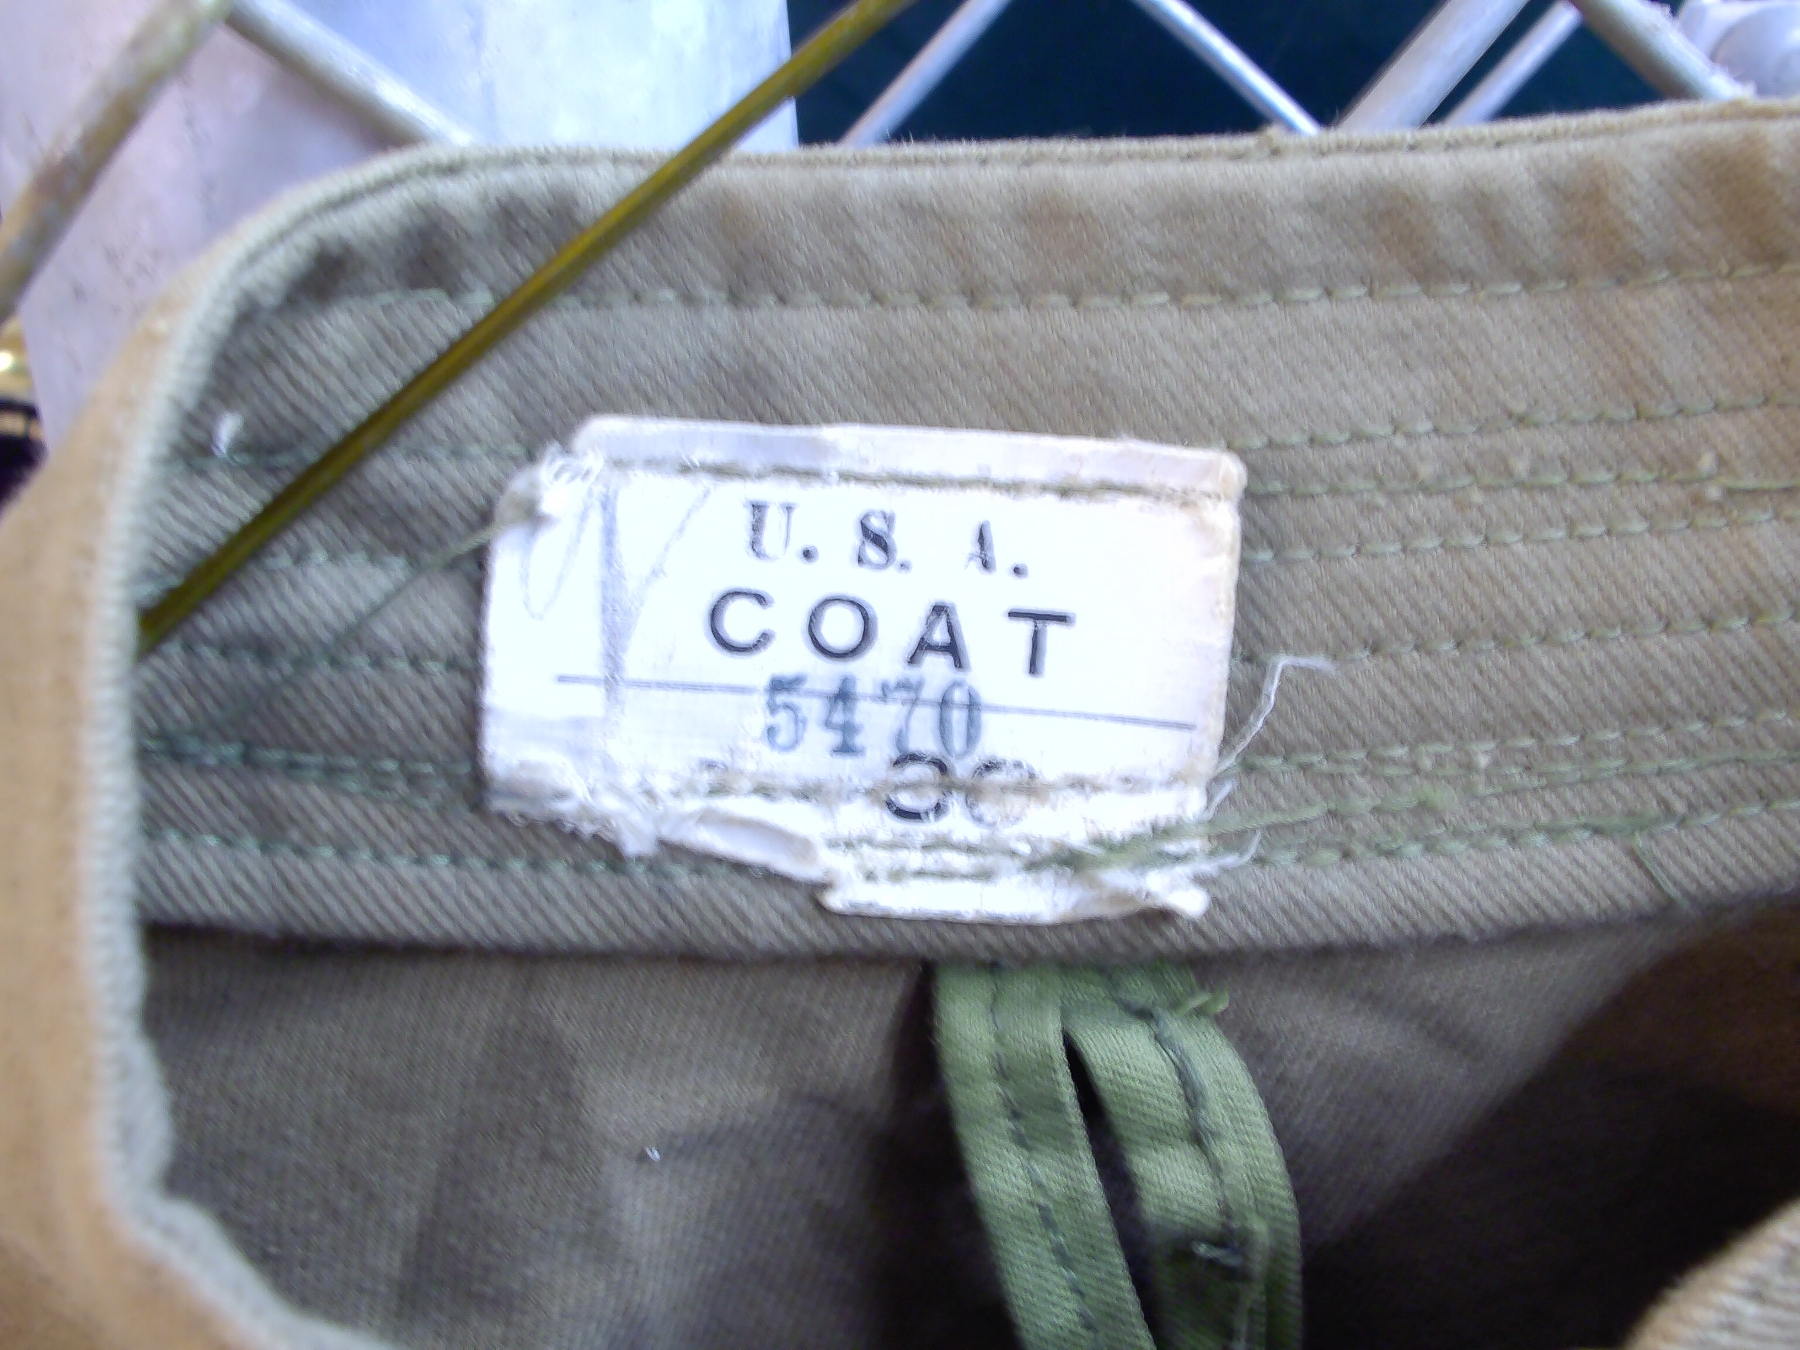 U. S. A.
COAT
5470